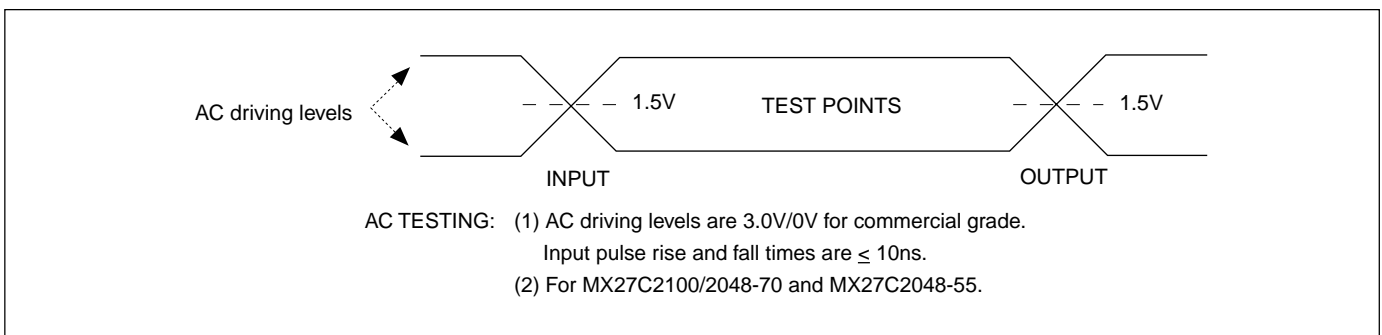 AC driving levels
1.5V
TEST POINTS
1.5V
INPUT
OUTPUT
AC TESTING: (1) AC driving levels are 3.0V/0V for commercial grade.
Input pulse rise and fall times are ≤ 10ns.
(2) For MX27C2100/2048-70 and MX27C2048-55.